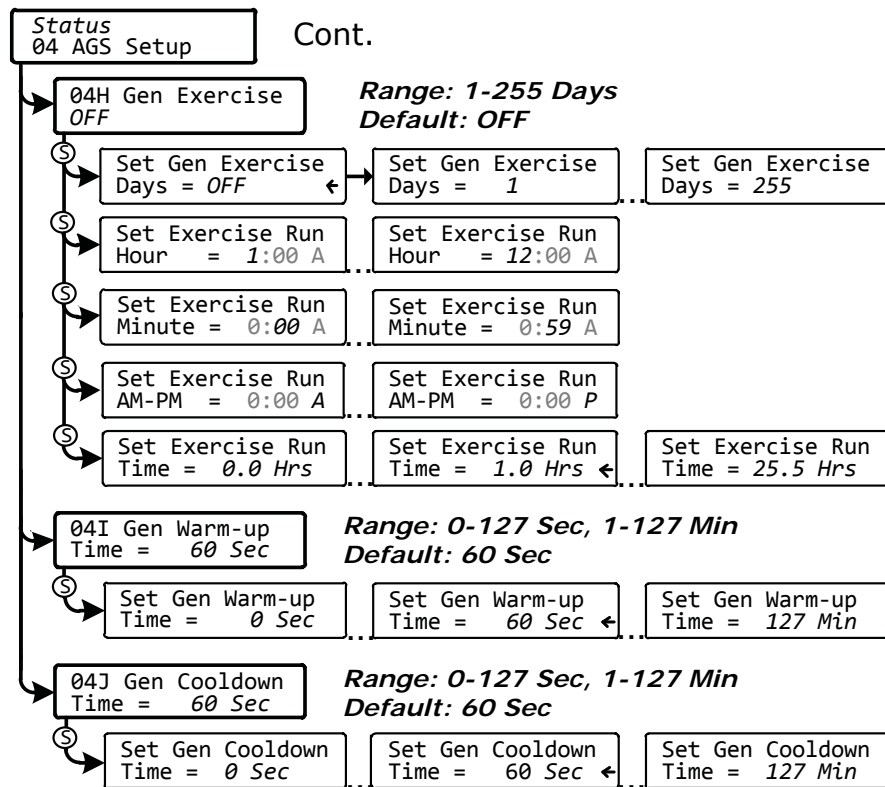 Status
04 AGS Setup
Cont.
04H Gen Exercise
OFF
Range: 1-255 Days
Default: OFF
S
Set Gen Exercise
Days = OFF ←
Set Gen Exercise
Days = 1
...
Set Gen Exercise
Days = 255
S
Set Exercise Run
Hour = 1:00 A
...
Set Exercise Run
Hour = 12:00 A
S
Set Exercise Run
Minute = 0:00 A
...
Set Exercise Run
Minute = 0:59 A
S
Set Exercise Run
AM-PM = 0:00 A
...
Set Exercise Run
AM-PM = 0:00 P
S
Set Exercise Run
Time = 0.0 Hrs
...
Set Exercise Run
Time = 1.0 Hrs ←
...
Set Exercise Run
Time = 25.5 Hrs
04I Gen Warm-up
Time = 60 Sec
Range: 0-127 Sec, 1-127 Min
Default: 60 Sec
S
Set Gen Warm-up
Time = 0 Sec
...
Set Gen Warm-up
Time = 60 Sec ←
...
Set Gen Warm-up
Time = 127 Min
04J Gen Cooldown
Time = 60 Sec
Range: 0-127 Sec, 1-127 Min
Default: 60 Sec
S
Set Gen Cooldown
Time = 0 Sec
...
Set Gen Cooldown
Time = 60 Sec ←
...
Set Gen Cooldown
Time = 127 Min